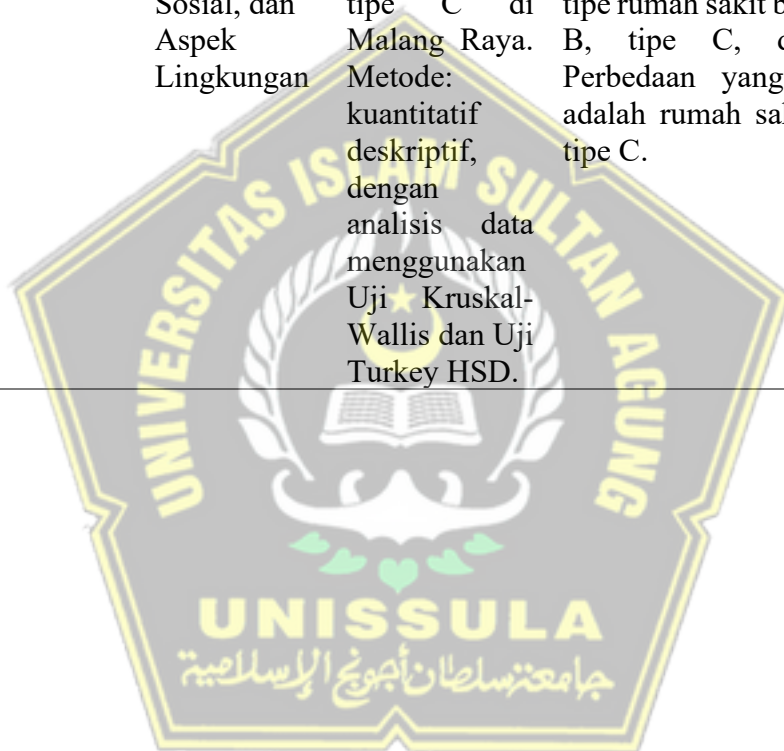 Sosial, dan
Aspek
Lingkungan
tipe C di
Malang Raya.
Metode:
kuantitatif
deskriptif,
dengan
analisis data
menggunakan
Uji Kruskal-
Wallis dan Uji
Turkey HSD.
tipe rumah sakit
B, tipe C,
Perbedaan yang
adalah rumah
tipe C.
UNIVERSITAS ISLAM SULTAN AGUNG
UNISSULA
جامعة سلطان أجونج الإسلامية